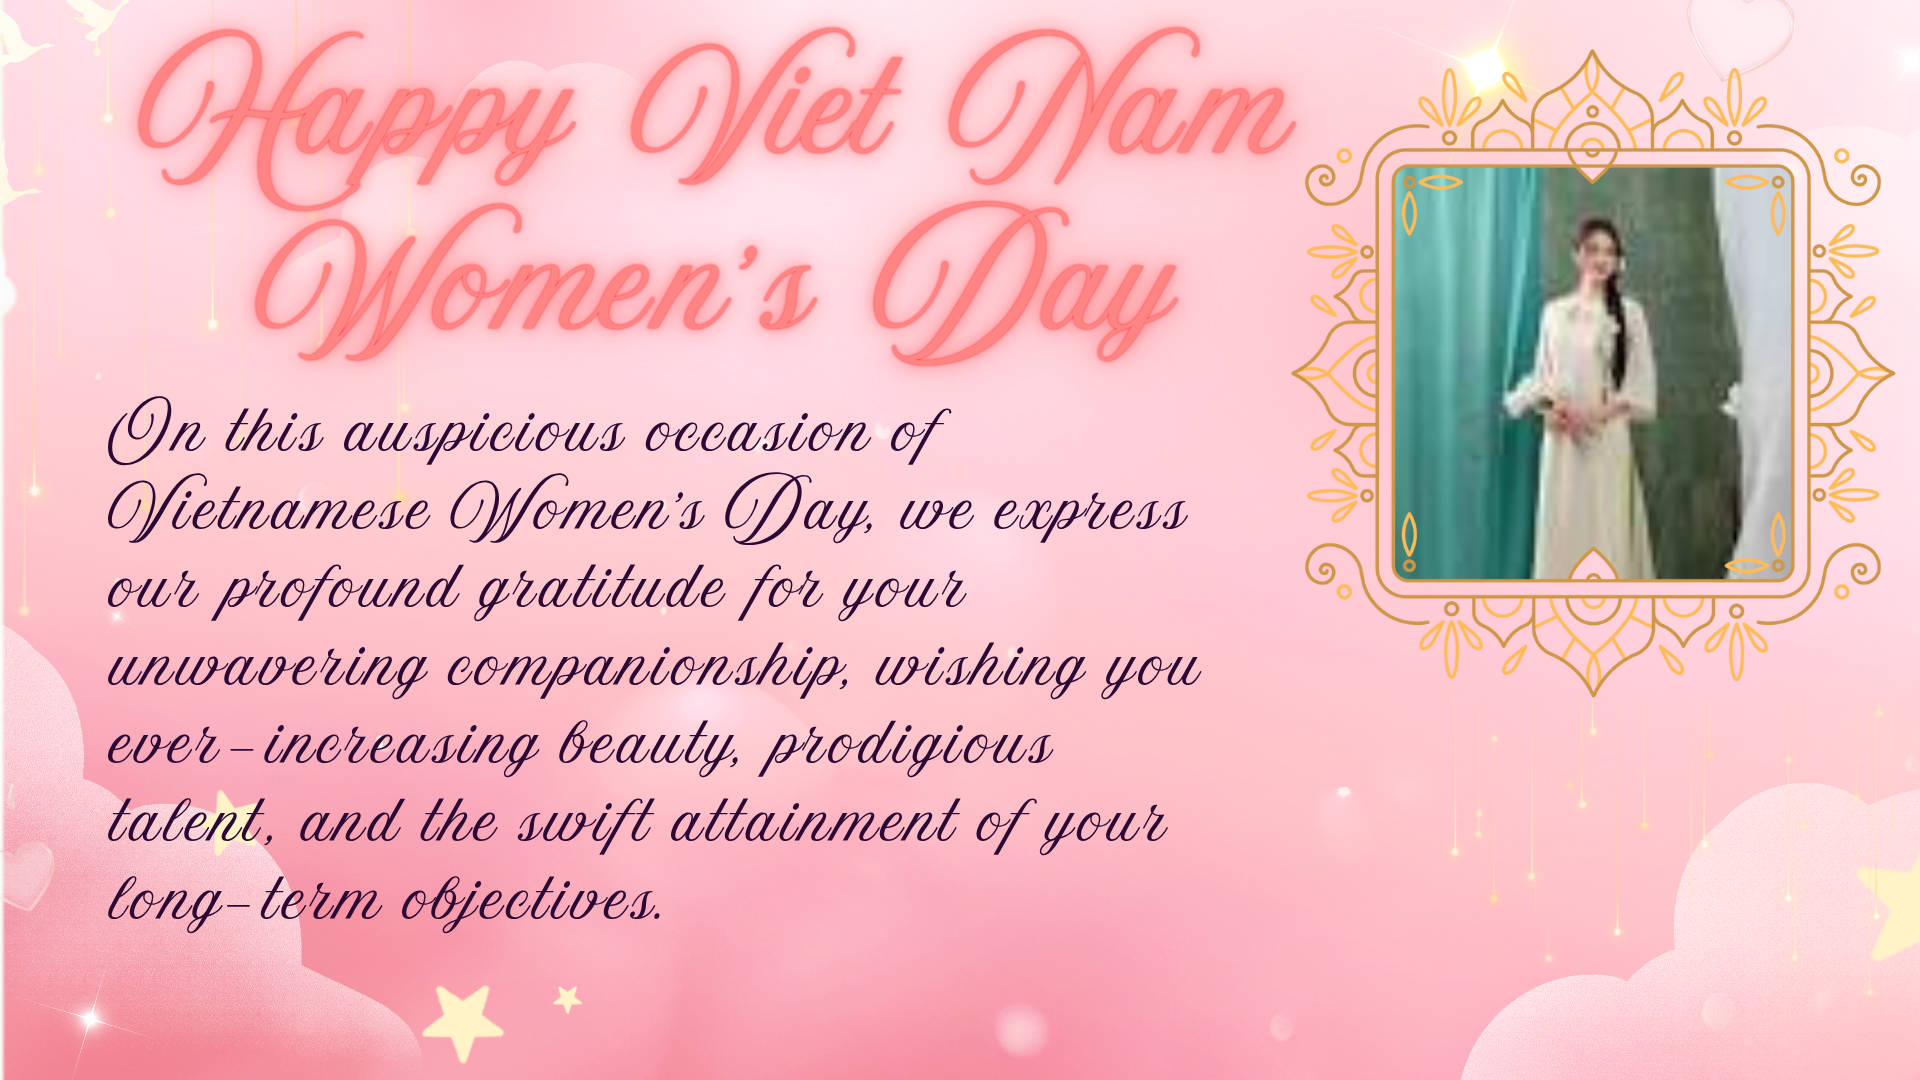 Happy Viet Nam
Women's Day
On this auspicious occasion of
Vietnamese Women's Day, we express
our profound gratitude for your
unwavering companionship, wishing you
ever-increasing beauty, prodigious
talent, and the swift attainment of your
long-term objectives.